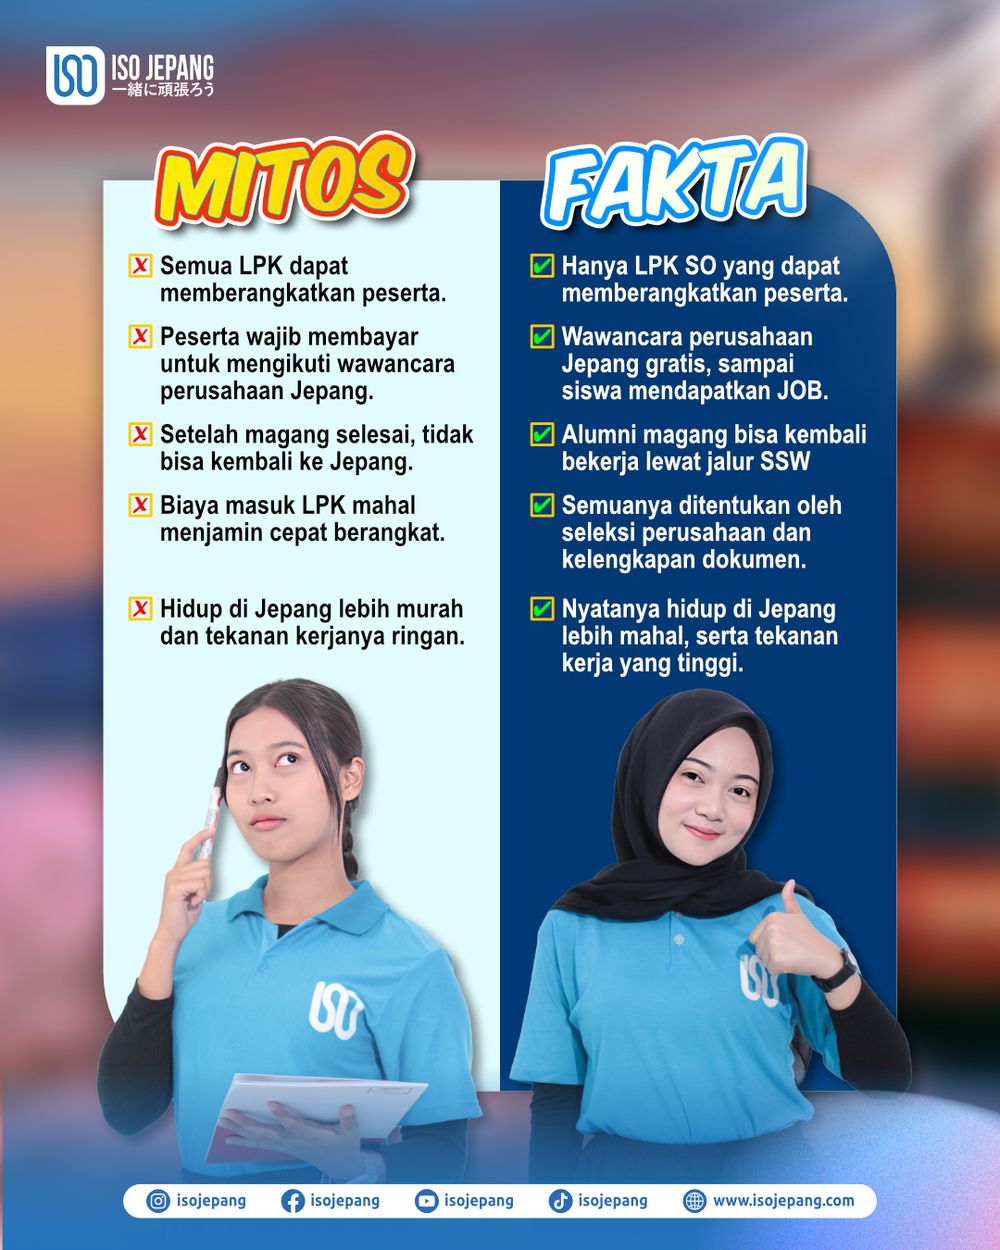 ISO JEPANG
一緒に頑張ろう
MITOS
Semua LPK dapat
memberangkatkan peserta.
Peserta wajib membayar
untuk mengikuti wawancara
perusahaan Jepang.
Setelah magang selesai, tidak
bisa kembali ke Jepang.
Biaya masuk LPK mahal
menjamin cepat berangkat.
Hidup di Jepang lebih murah
dan tekanan kerjanya ringan.
FAKTA
Hanya LPK SO yang dapat
memberangkatkan peserta.
Wawancara perusahaan
Jepang gratis, sampai
siswa mendapatkan JOB.
Alumni magang bisa kembali
bekerja lewat jalur SSW
Semuanya ditentukan oleh
seleksi perusahaan dan
kelengkapan dokumen.
Nyatanya hidup di Jepang
lebih mahal, serta tekanan
kerja yang tinggi.
ISO
ISO
isojepang isojepang isojepang isojepang www.isojepang.com